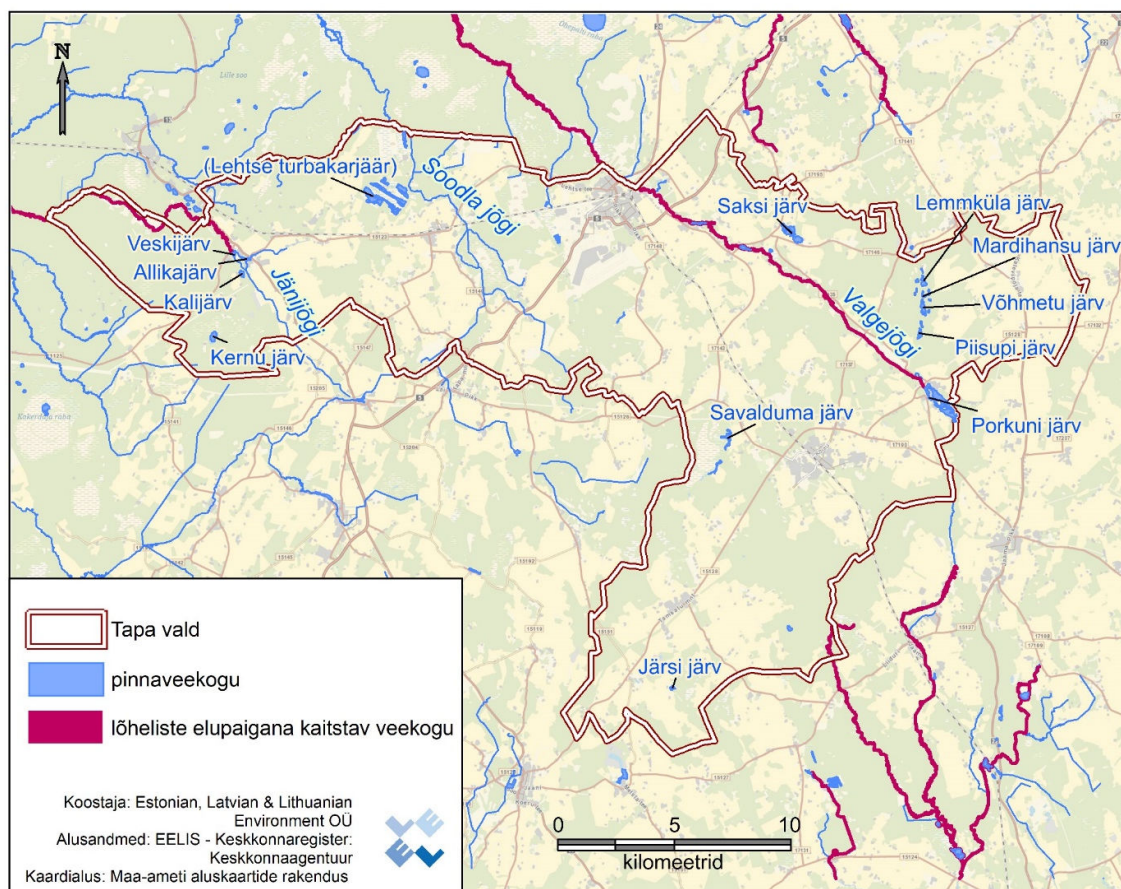 N
(Lehtse turbakarjäär)
Soodla jõgi
Saksi järv
Lemmküla järv
Mardihansu järv
Võhmetu järv
Piisupi järv
Veskijärv
Allikajärv
Kalijärv
Jänijõgi
Kernu järv
Valgejõgi
Savalduma järv
Porkuni järv
Järsi järv
Tapa vald
pinnaveekogu
lõheliste elupaigana kaitstav veekogu
Koostaja: Estonian, Latvian & Lithuanian
Environment OÜ
Alusandmed: EELIS - Keskkonnaregister:
Keskkonnaagentuur
Kaardialus: Maa-ameti aluskaartide rakendus
0 5 10
kilomeetrid